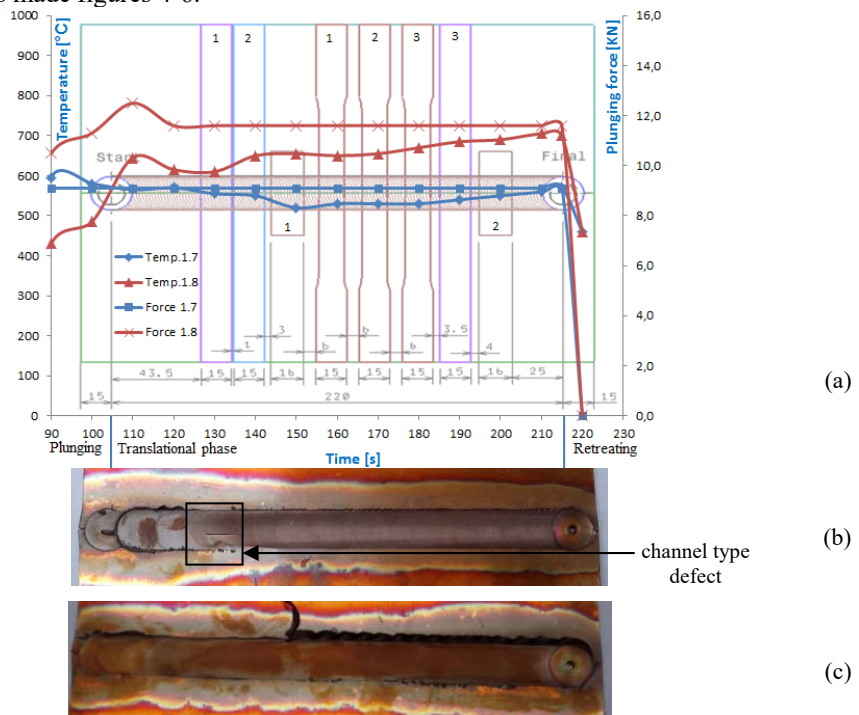 made figures 4-6.
1000
900
800
700
600
500
400
300
200
100
0
Temperature [°C]
16,0
14,0
12,0
10,0
8,0
6,0
4,0
2,0
0,0
Plunging force [KN]
1 2 1 2 3 3
Start
Final
1 2
Temp.1.7
Temp.1.8
Force 1.7
Force 1.8
3 6 3.5
1 6 6 4
43.5 15 15 16 15 15 15 15 16 25
15 220 15
90 100 110 120 130 140 150 160 170 180 190 200 210 220 230
Plunging Translational phase Time [s] Retreating
(a)
(b)
channel type
defect
(c)